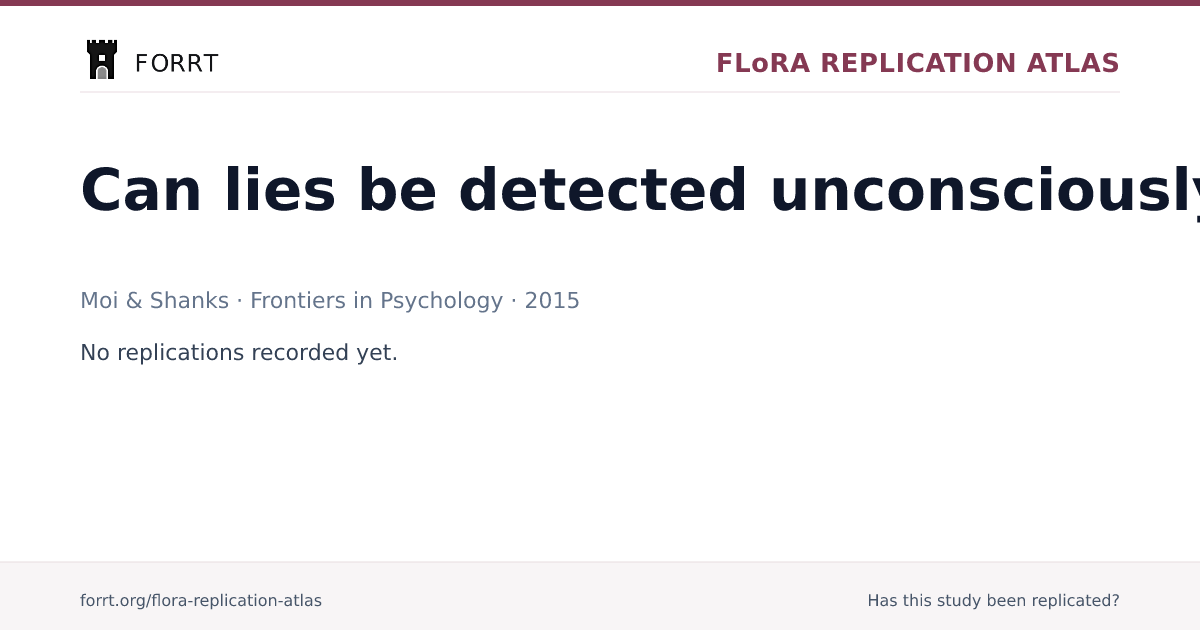 FORRT
FLoRA REPLICATION ATLAS
Can lies be detected unconsciously
Moi & Shanks · Frontiers in Psychology · 2015
No replications recorded yet.
forrt.org/flora-replication-atlas
Has this study been replicated?